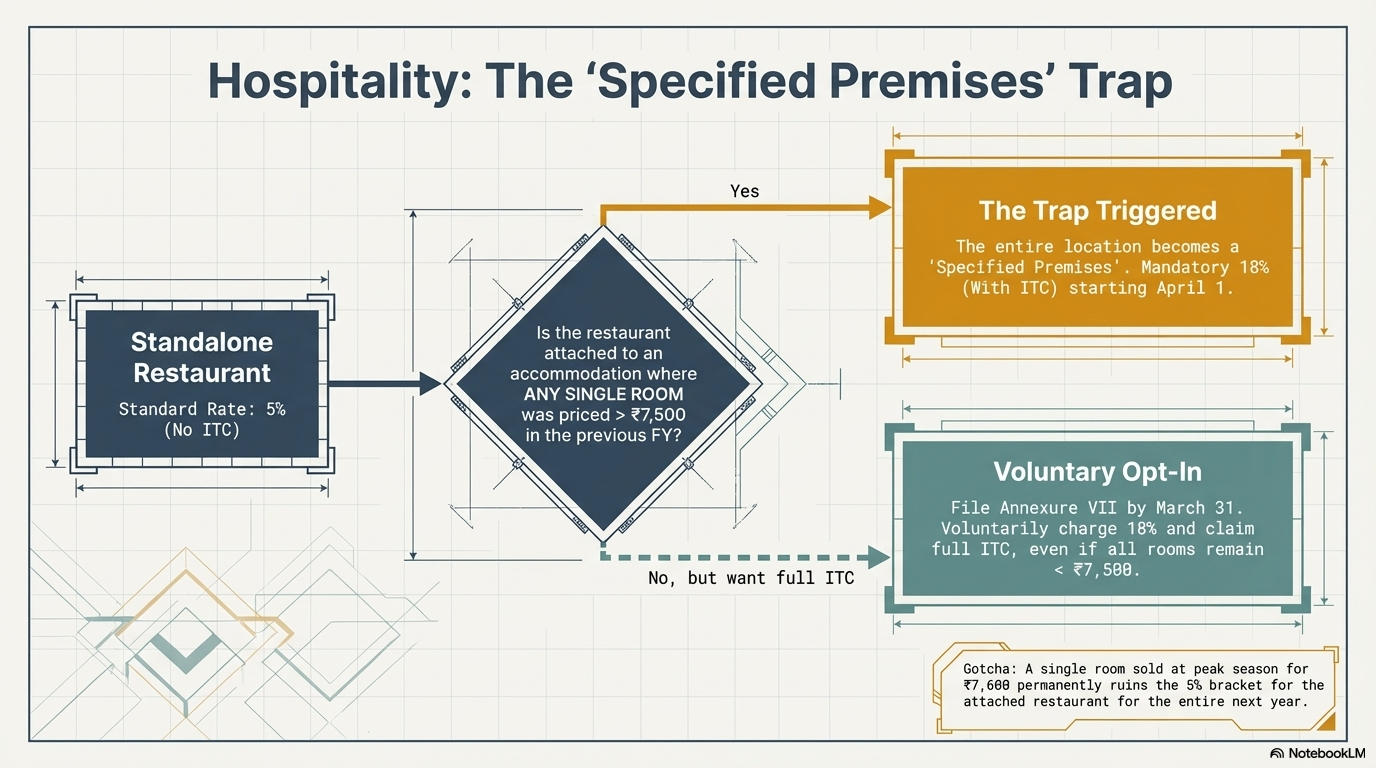 Hospitality: The ‘Specified Premises’ Trap
Standalone
Restaurant
Standard Rate: 5%
(No ITC)
Is the restaurant
attached to an
accommodation where
ANY SINGLE ROOM
was priced > ₹7,500
in the previous FY?
Yes
The Trap Triggered
The entire location becomes a
'Specified Premises'. Mandatory 18%
(With ITC) starting April 1.
No, but want full ITC
Voluntary Opt-In
File Annexure VII by March 31.
Voluntarily charge 18% and claim
full ITC, even if all rooms remain
< ₹7,500.
Gotcha: A single room sold at peak season for
₹7,600 permanently ruins the 5% bracket for the
attached restaurant for the entire next year.
NotebookLM